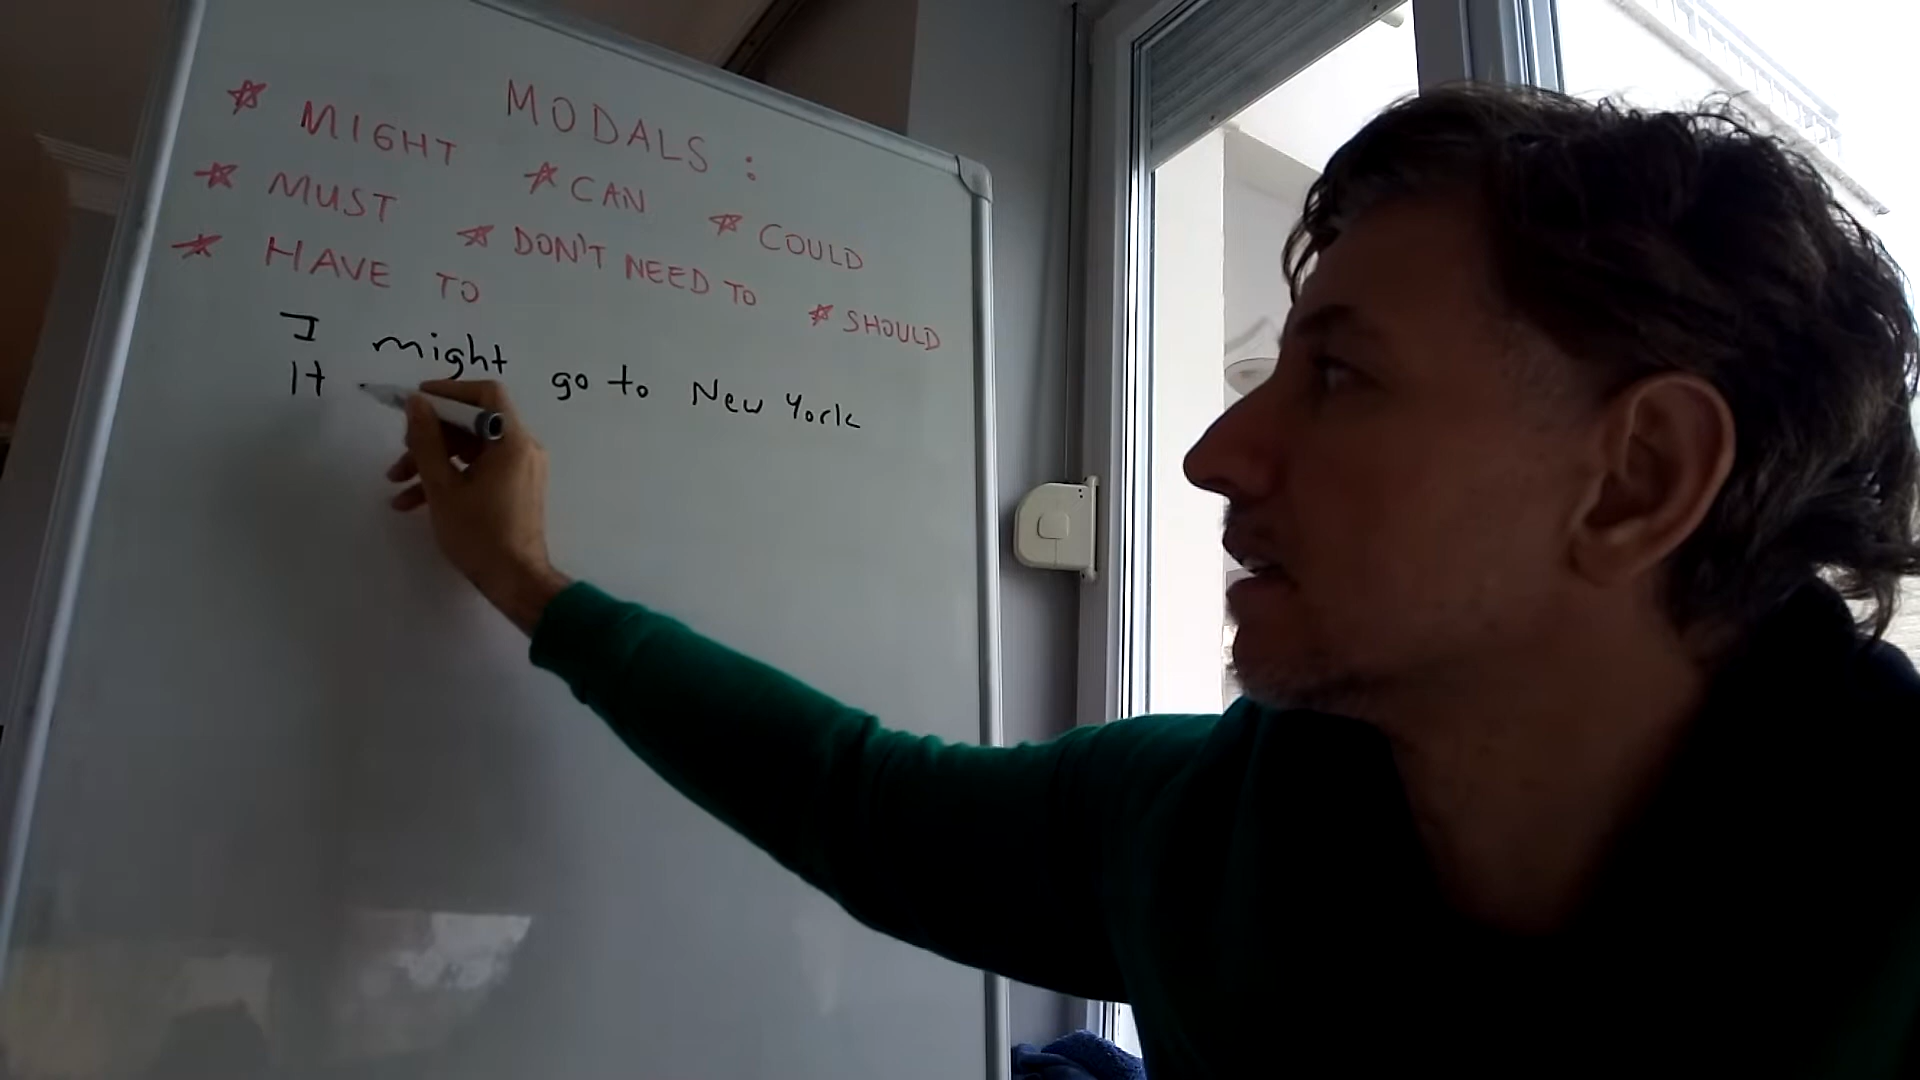 MODALS :
☆ MIGHT ☆ CAN ☆ COULD
☆ MUST ☆ DON'T NEED TO ☆ SHOULD
☆ HAVE TO
I might go to New York
It